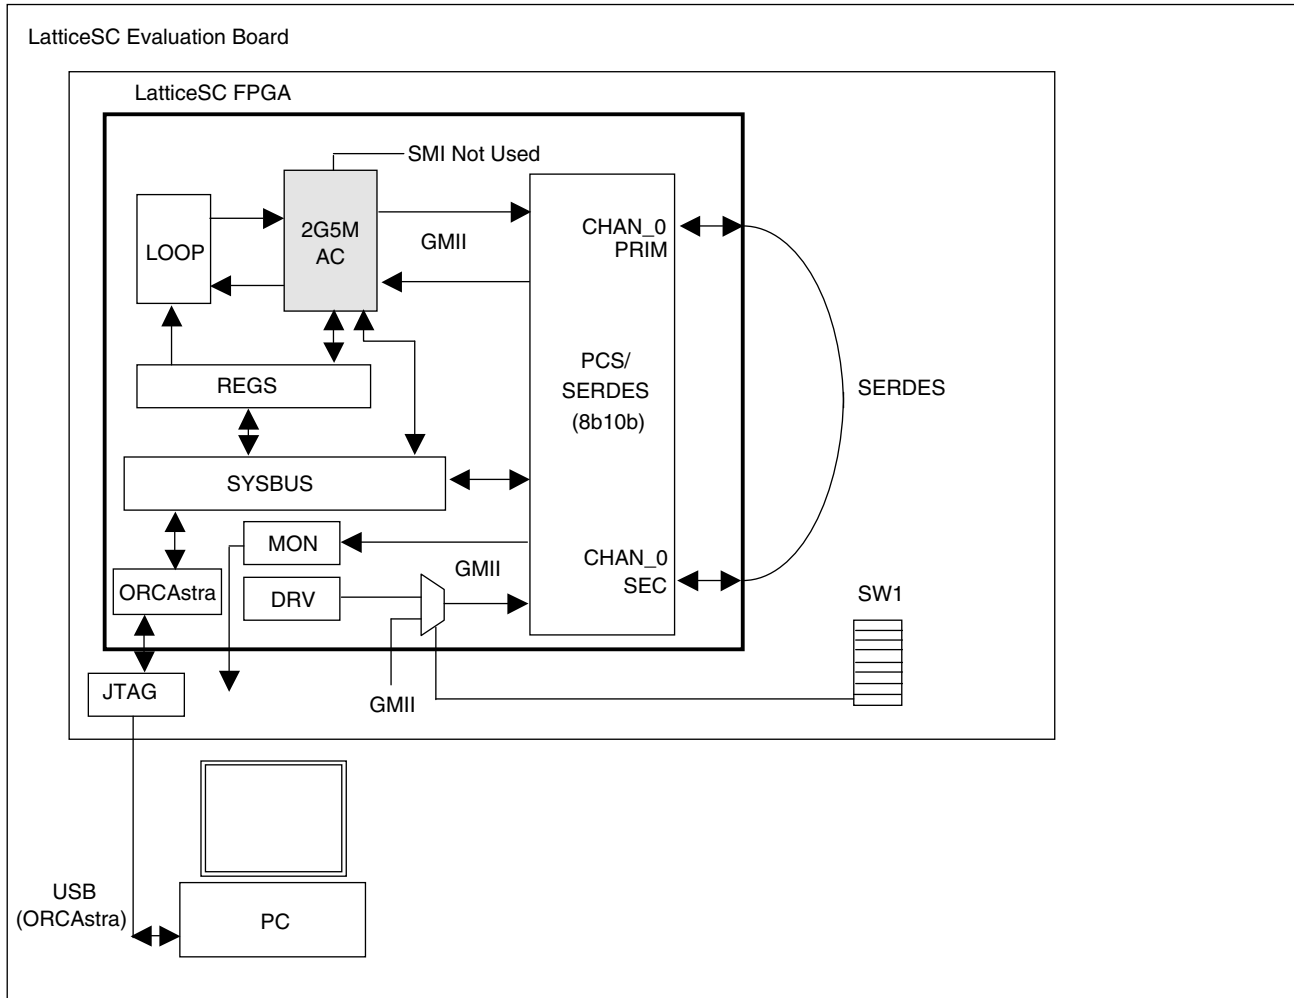 LatticeSC Evaluation Board
LatticeSC FPGA
SMI Not Used
2G5M
AC
LOOP
GMII
CHAN_0
PRIM
REGS
PCS/
SERDES
(8b10b)
SERDES
SYSBUS
MON
GMII
CHAN_0
SEC
ORCAstra
DRV
SW1
JTAG
GMII
USB
(ORCAstra)
PC